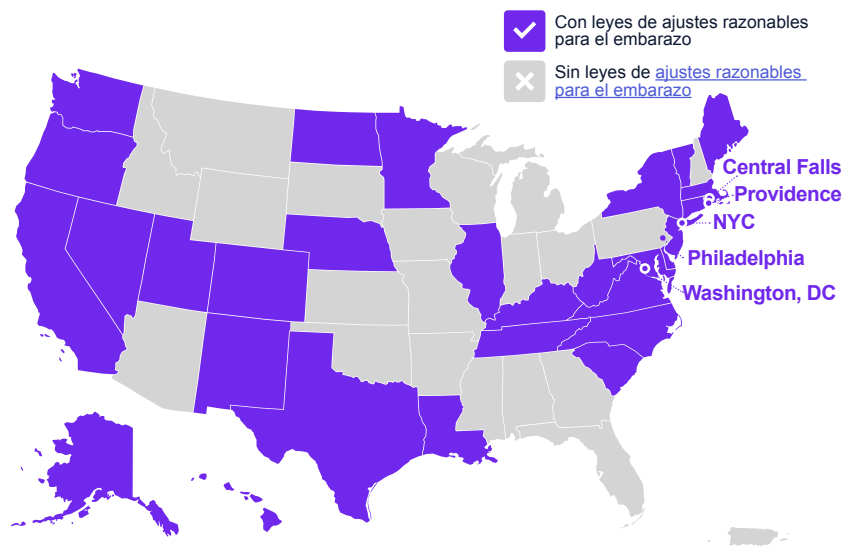 Con leyes de ajustes razonables
para el embarazo
Sin leyes de ajustes razonables
para el embarazo
Central Falls
Providence
NYC
Philadelphia
Washington, DC